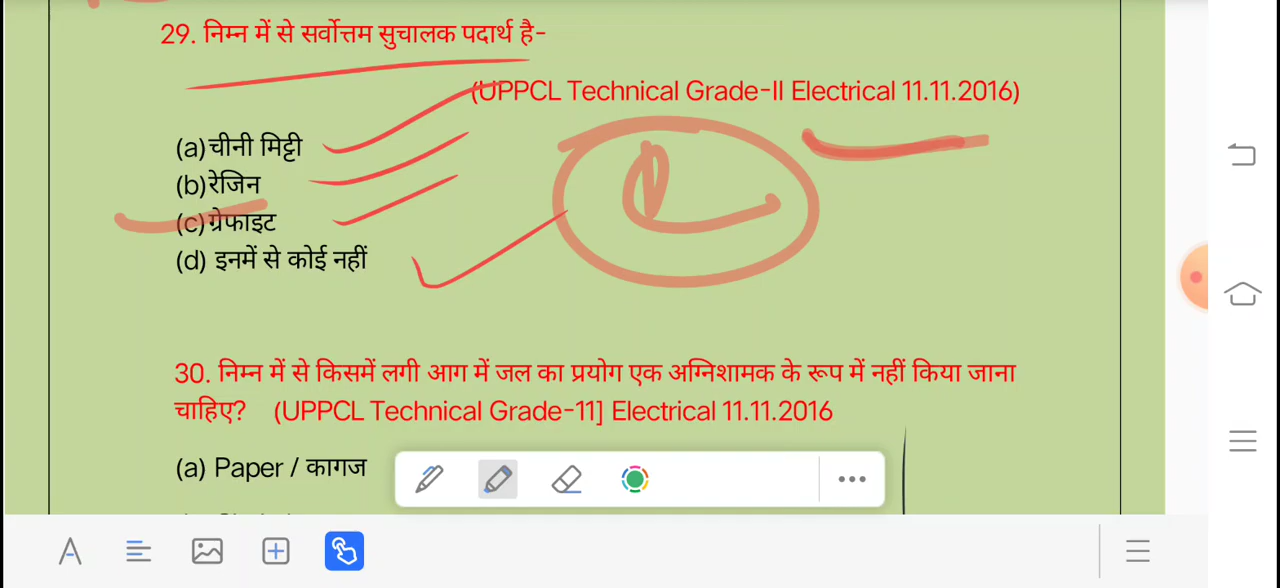 29. निम्न में से सर्वोत्तम सुचालक पदार्थ है-
(UPPCL Technical Grade-II Electrical 11.11.2016)
(a)चीनी मिट्टी
(b)रेजिन
(c)ग्रेफाइट
(d) इनमें से कोई नहीं
30. निम्न में से किसमें लगी आग में जल का प्रयोग एक अग्निशामक के रूप में नहीं किया जाना
चाहिए? (UPPCL Technical Grade-11] Electrical 11.11.2016
(a) Paper / कागज